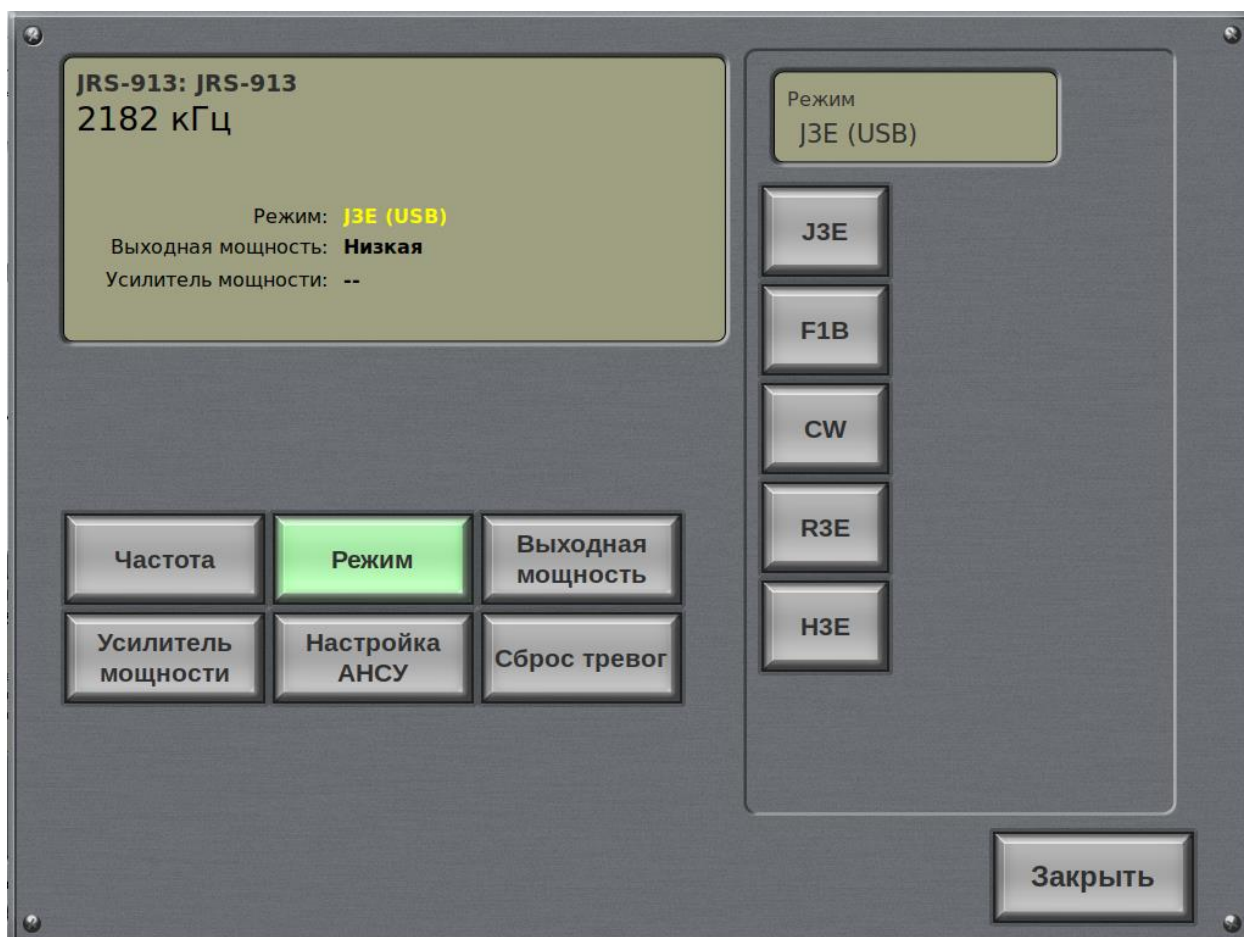 JRS-913: JRS-913
2182 кГц
Режим: J3E (USB)
Выходная мощность: Низкая
Усилитель мощности: --
Частота
Режим
Выходная
мощность
Усилитель
мощности
Настройка
АНСУ
Сброс тревог
Режим
J3E (USB)
J3E
F1B
CW
R3E
H3E
Закрыть